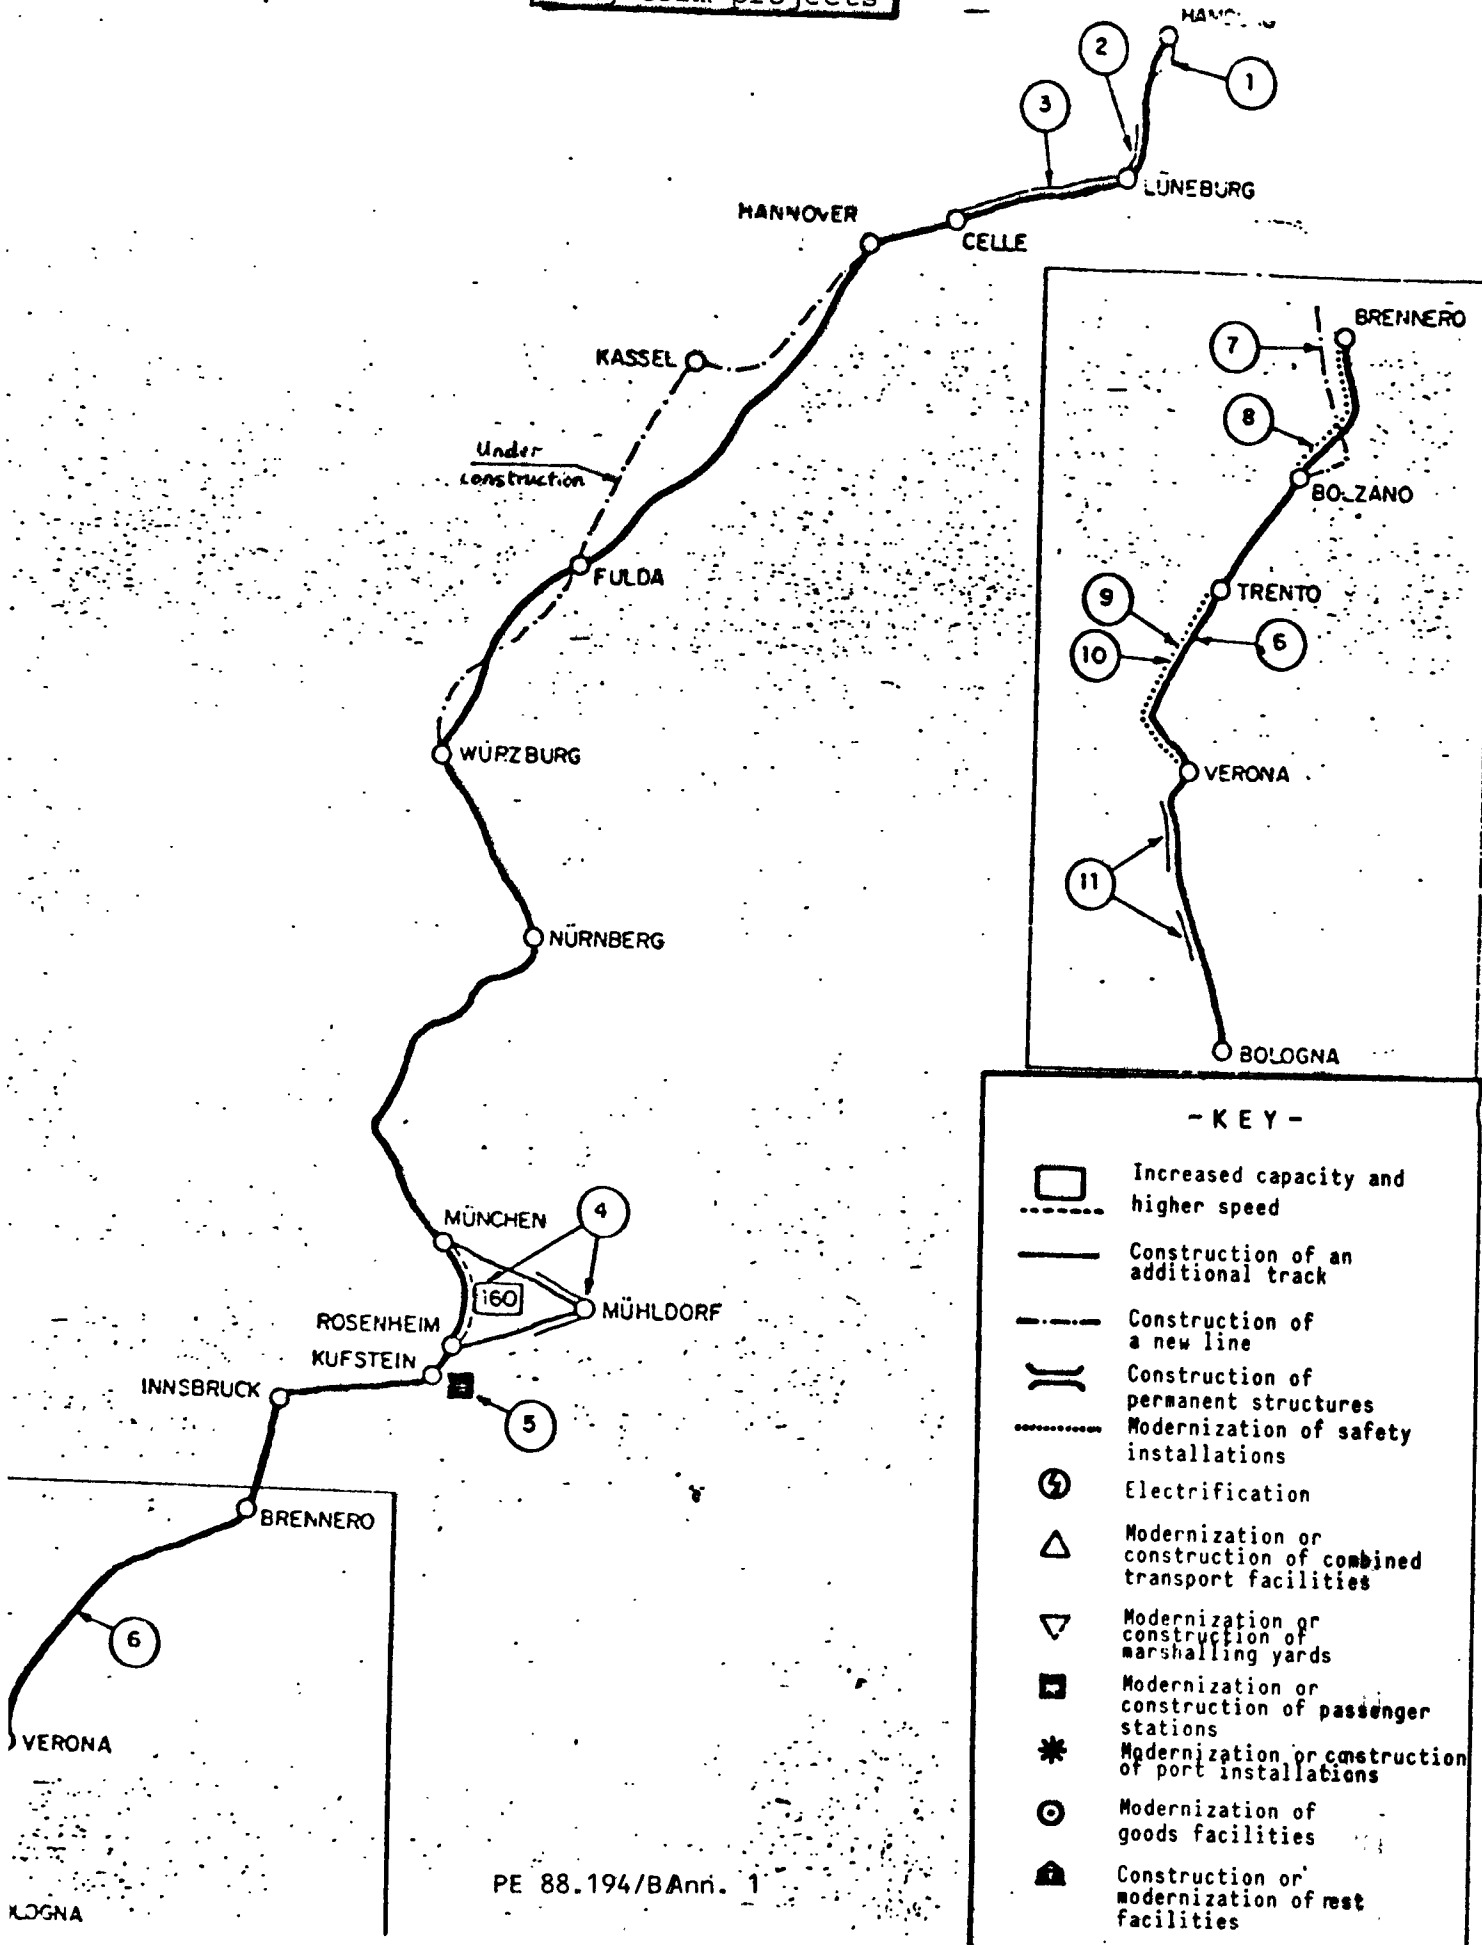 projects
1
2
3
LÜNEBURG
HANNOVER
CELLE
KASSEL
Under
construction
FULDA
WÜRZBURG
NÜRNBERG
MÜNCHEN
4
160
MÜHLDORF
ROSENHEIM
KUFSTEIN
INNSBRUCK
5
BRENNERO
6
VERONA
BRENNERO
7
8
BOLZANO
TRENTO
9
6
10
VERONA
11
BOLOGNA
- K E Y -
Increased capacity and
higher speed
Construction of an
additional track
Construction of
a new line
Construction of
permanent structures
Modernization of safety
installations
Electrification
Modernization or
construction of combined
transport facilities
Modernization or
construction of
marshalling yards
Modernization or
construction of passenger
stations
Modernization or construction
of port installations
Modernization of
goods facilities
Construction or
modernization of rest
facilities
PE 88.194/B/Ann. 1